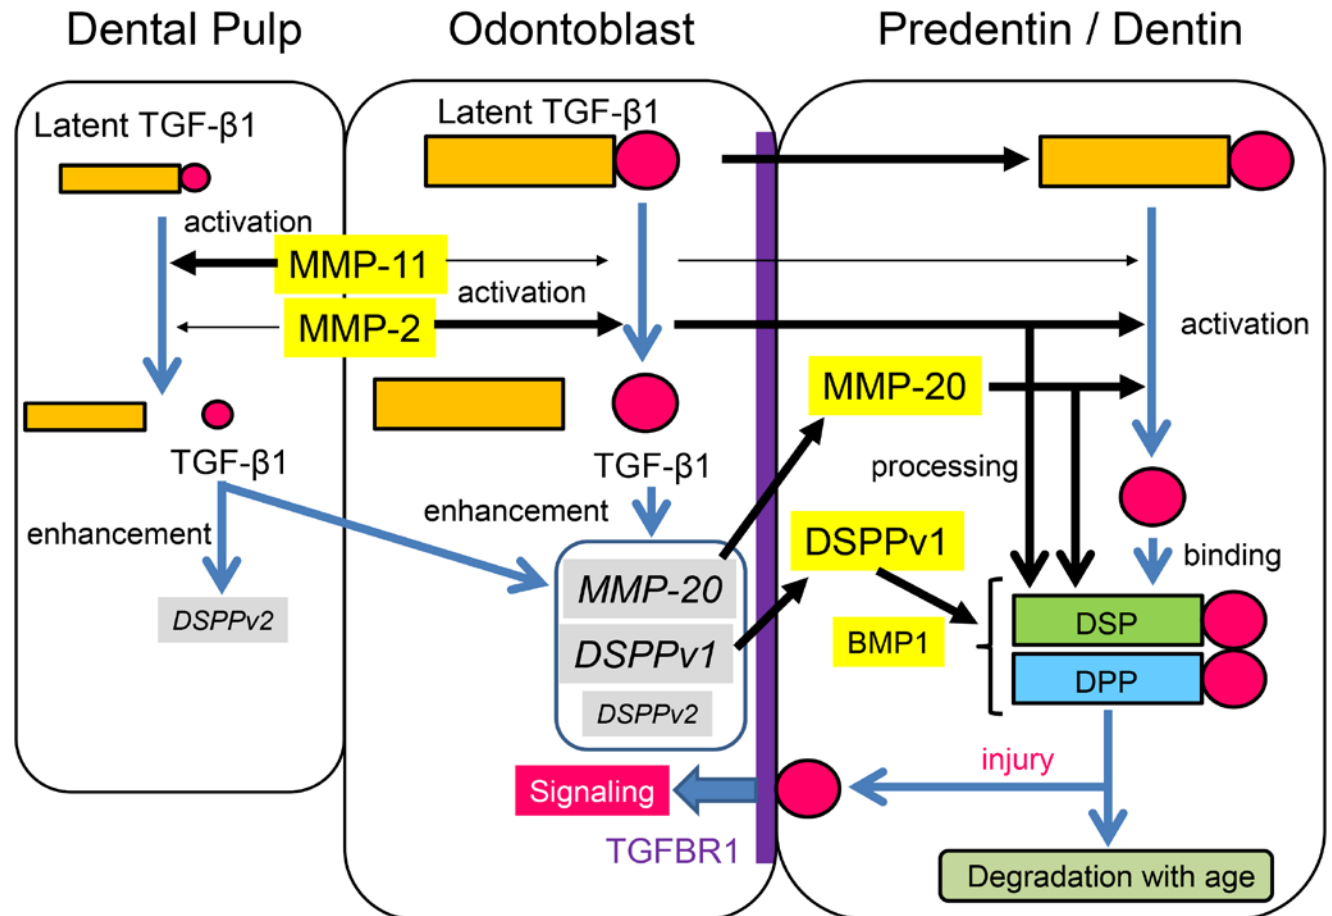 Dental Pulp
Odontoblast
Predentin / Dentin
Latent TGF-β1
Latent TGF-β1
activation
MMP-11
activation
MMP-2
activation
MMP-20
TGF-β1
TGF-β1
processing
enhancement
enhancement
DSPPv1
binding
MMP-20
DSPPv2
DSP
BMP1
DSPPv1
DPP
DSPPv2
injury
Signaling
TGFBR1
Degradation with age